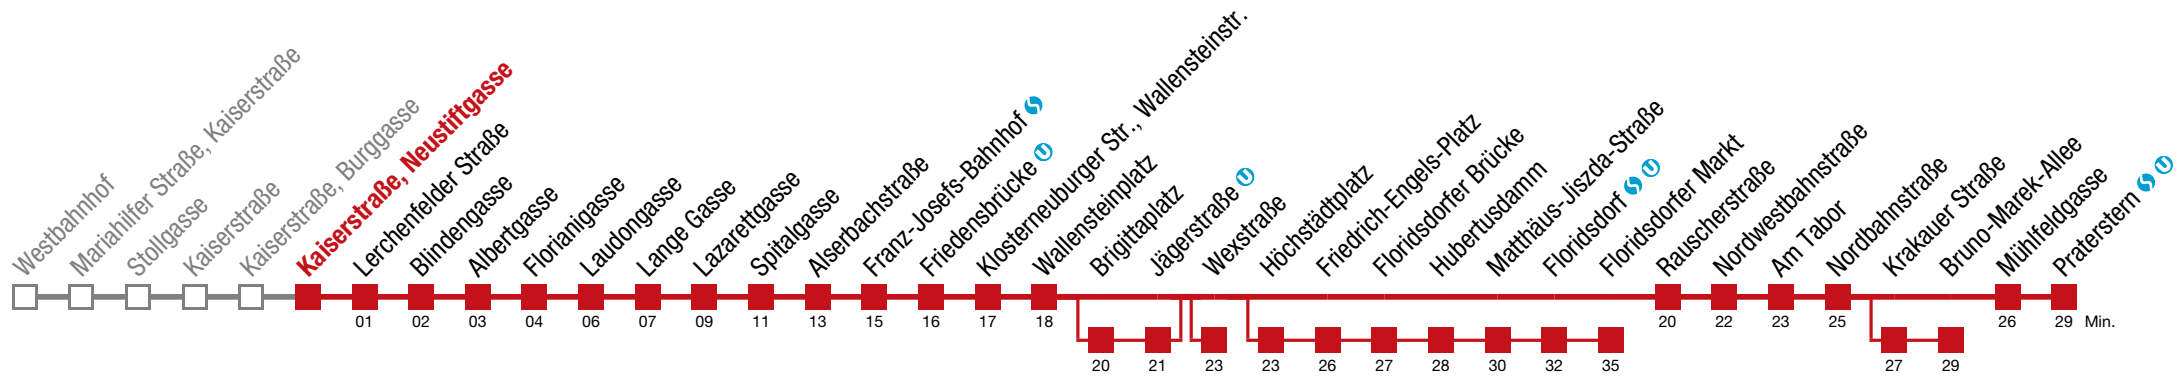 Westbahnhof
Mariahilfer Straße, Kaiserstraße
Stollgasse
Kaiserstraße
Kaiserstraße, Burggasse
Kaiserstraße, Neustiftgasse
Lerchenfelder Straße
Blindengasse
Albertgasse
Florianigasse
Laudongasse
Lange Gasse
Lazarettgasse
Spitalgasse
Alserbachstraße
Franz-Josefs-Bahnhof S
Friedensbrücke U
Klosterneuburger Str., Wallensteinstr.
Wallensteinplatz
Brigittaplatz
Jägerstraße U
Wexstraße
Höchstädtplatz
Friedrich-Engels-Platz
Floridsdorfer Brücke
Hubertusdamm
Matthäus-Jiszda-Straße
Floridsdorf S U
Floridsdorfer Markt
Rauscherstraße
Nordwestbahnstraße
Am Tabor
Nordbahnstraße
Krakauer Straße
Bruno-Marek-Allee
Mühlfeldgasse
Praterstern S U
01 02 03 04 06 07 09 11 13 15 16 17 18 20 22 23 25 26 29 Min.
20 21 23 23 26 27 28 30 32 35 27 29